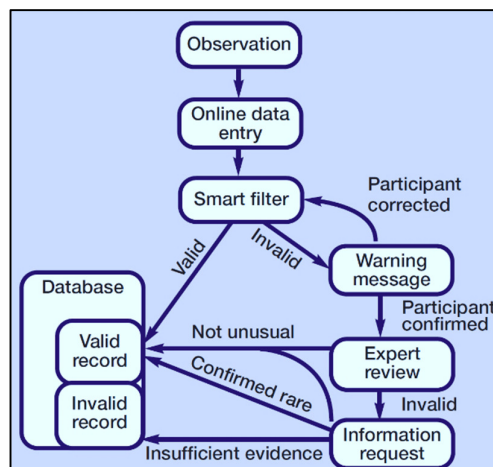 Observation
Online data
entry
Smart filter
Participant
corrected
Valid
Invalid
Warning
message
Database
Participant
confirmed
Not unusual
Valid
record
Expert
review
Confirmed rare
Invalid
Invalid
record
Information
request
Insufficient evidence